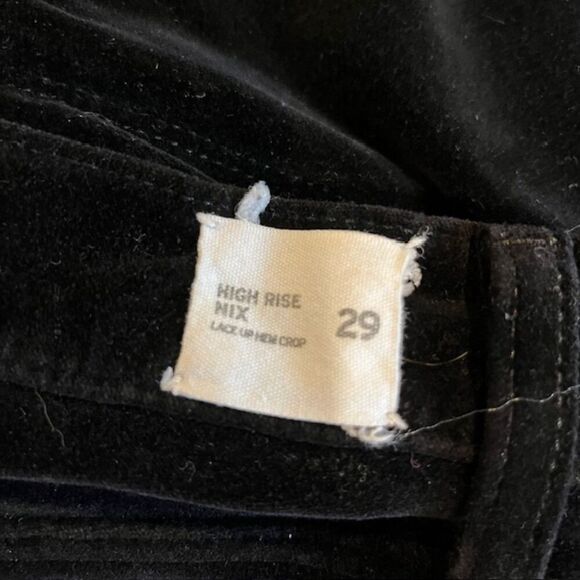 HIGH RISE
NIX
LACE UP HEM CROP
29